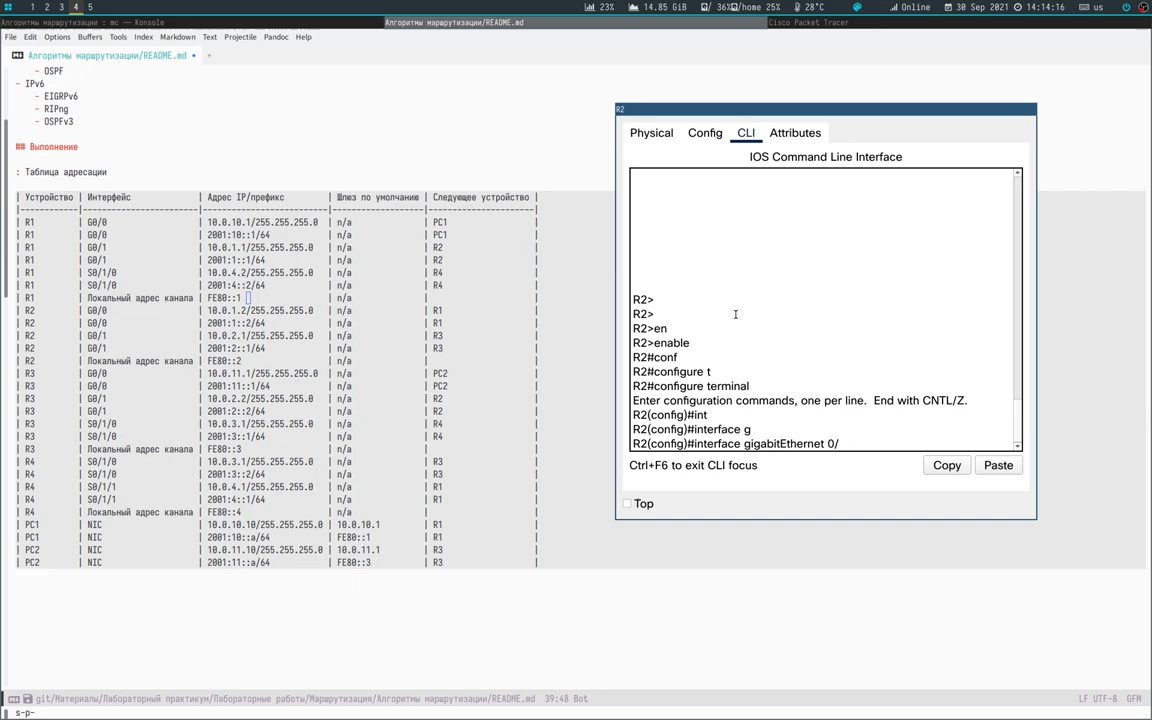 1 2 3 4 5 23% 14.85 GiB / 36% /home 25% 28°C Online 30 Sep 2021 14:14:16 us
Алгоритмы маршрутизации : mc — Konsole Алгоритмы маршрутизации/README.md Cisco Packet Tracer
File Edit Options Buffers Tools Index Markdown Text Projectile Pandoc Help
Алгоритмы маршрутизации/README.md • +
- OSPF
- IPv6
- EIGRPv6
- RIPng
- OSPFv3
## Выполнение
: Таблица адресации
| Устройство | Интерфейс | Адрес IP/префикс | Шлюз по умолчанию | Следующее устройство |
|------------|------------------------|------------------------|-------------------|----------------------|
| R1 | G0/0 | 10.0.10.1/255.255.255.0 | n/a | PC1 |
| R1 | G0/0 | 2001:10::1/64 | n/a | PC1 |
| R1 | G0/1 | 10.0.1.1/255.255.255.0 | n/a | R2 |
| R1 | G0/1 | 2001:1::1/64 | n/a | R2 |
| R1 | S0/1/0 | 10.0.4.2/255.255.255.0 | n/a | R4 |
| R1 | S0/1/0 | 2001:4::2/64 | n/a | R4 |
| R1 | Локальный адрес канала | FE80::1 | n/a | |
| R2 | G0/0 | 10.0.1.2/255.255.255.0 | n/a | R1 |
| R2 | G0/0 | 2001:1::2/64 | n/a | R1 |
| R2 | G0/1 | 10.0.2.1/255.255.255.0 | n/a | R3 |
| R2 | G0/1 | 2001:2::1/64 | n/a | R3 |
| R2 | Локальный адрес канала | FE80::2 | n/a | |
| R3 | G0/0 | 10.0.11.1/255.255.255.0 | n/a | PC2 |
| R3 | G0/0 | 2001:11::1/64 | n/a | PC2 |
| R3 | G0/1 | 10.0.2.2/255.255.255.0 | n/a | R2 |
| R3 | G0/1 | 2001:2::2/64 | n/a | R2 |
| R3 | S0/1/0 | 10.0.3.1/255.255.255.0 | n/a | R4 |
| R3 | S0/1/0 | 2001:3::1/64 | n/a | R4 |
| R3 | Локальный адрес канала | FE80::3 | n/a | |
| R4 | S0/1/0 | 10.0.3.1/255.255.255.0 | n/a | R3 |
| R4 | S0/1/0 | 2001:3::2/64 | n/a | R3 |
| R4 | S0/1/1 | 10.0.4.1/255.255.255.0 | n/a | R1 |
| R4 | S0/1/1 | 2001:4::1/64 | n/a | R1 |
| R4 | Локальный адрес канала | FE80::4 | n/a | |
| PC1 | NIC | 10.0.10.10/255.255.255.0 | 10.0.10.1 | R1 |
| PC1 | NIC | 2001:10::a/64 | FE80::1 | R1 |
| PC2 | NIC | 10.0.11.10/255.255.255.0 | 10.0.11.1 | R3 |
| PC2 | NIC | 2001:11::a/64 | FE80::3 | R3 |
R2
Physical Config CLI Attributes
IOS Command Line Interface
R2>
R2>
R2>en
R2>enable
R2#conf
R2#configure t
R2#configure terminal
Enter configuration commands, one per line. End with CNTL/Z.
R2(config)#int
R2(config)#interface g
R2(config)#interface gigabitEthernet 0/
Ctrl+F6 to exit CLI focus
Copy Paste
Top
git/Материалы/Лабораторный практикум/Лабораторные работы/Маршрутизация/Алгоритмы маршрутизации/README.md 39:48 Bot LF UTF-8 GFM
s-p-